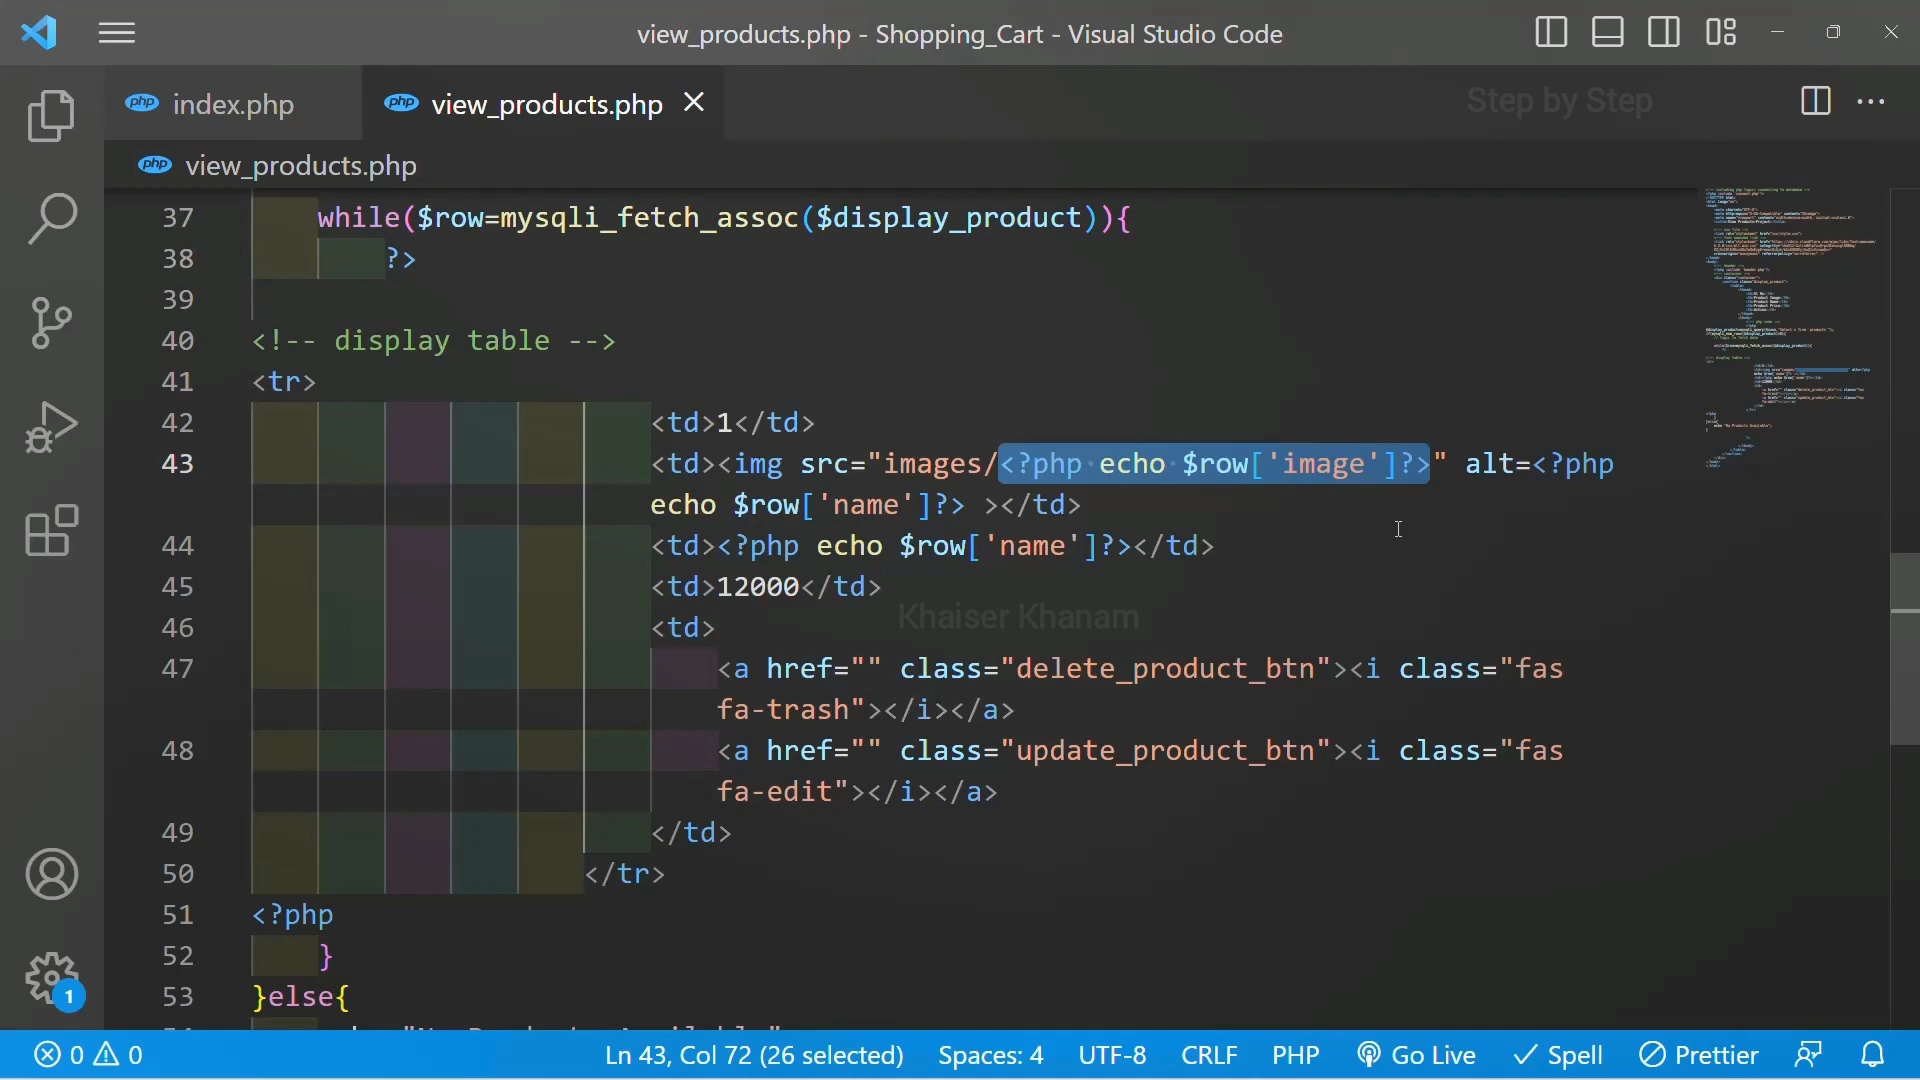 view_products.php - Shopping_Cart - Visual Studio Code
php index.php
php view_products.php
Step by Step
php view_products.php
37 while($row=mysqli_fetch_assoc($display_product)){
38 ?>
39
40 <!-- display table -->
41 <tr>
42 <td>1</td>
43 <td><img src="images/<?php echo $row['image']?>" alt=<?php
echo $row['name']?> ></td>
44 <td><?php echo $row['name']?></td>
45 <td>12000</td>
Khaiser Khanam
46 <td>
47 <a href="" class="delete_product_btn"><i class="fas
fa-trash"></i></a>
48 <a href="" class="update_product_btn"><i class="fas
fa-edit"></i></a>
49 </td>
50 </tr>
51 <?php
52 }
53 }else{
1
0 0 Ln 43, Col 72 (26 selected) Spaces: 4 UTF-8 CRLF PHP Go Live Spell Prettier